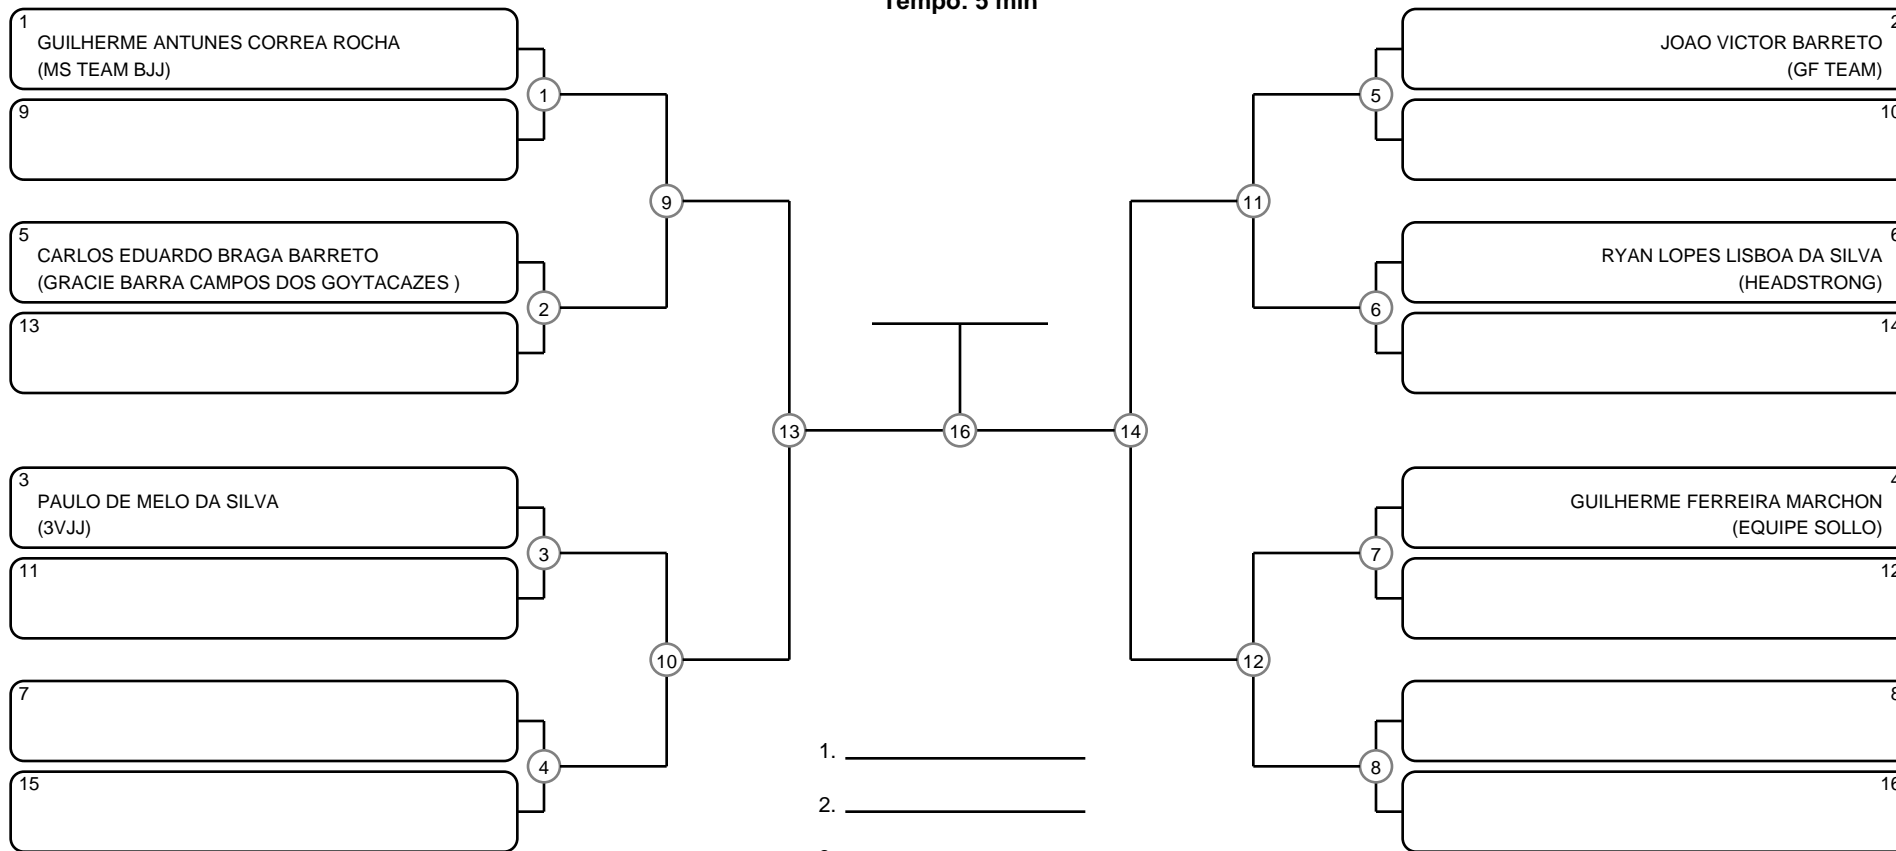 Tempo: 5 min
1
GUILHERME ANTUNES CORREA ROCHA
(MS TEAM BJJ)
9
1
5
CARLOS EDUARDO BRAGA BARRETO
(GRACIE BARRA CAMPOS DOS GOYTACAZES )
13
2
9
3
PAULO DE MELO DA SILVA
(3VJJ)
11
3
7
15
4
10
13
16
14
2
JOAO VICTOR BARRETO
(GF TEAM)
10
5
6
RYAN LOPES LISBOA DA SILVA
(HEADSTRONG)
14
6
11
4
GUILHERME FERREIRA MARCHON
(EQUIPE SOLLO)
12
7
8
16
8
12
1.
2.